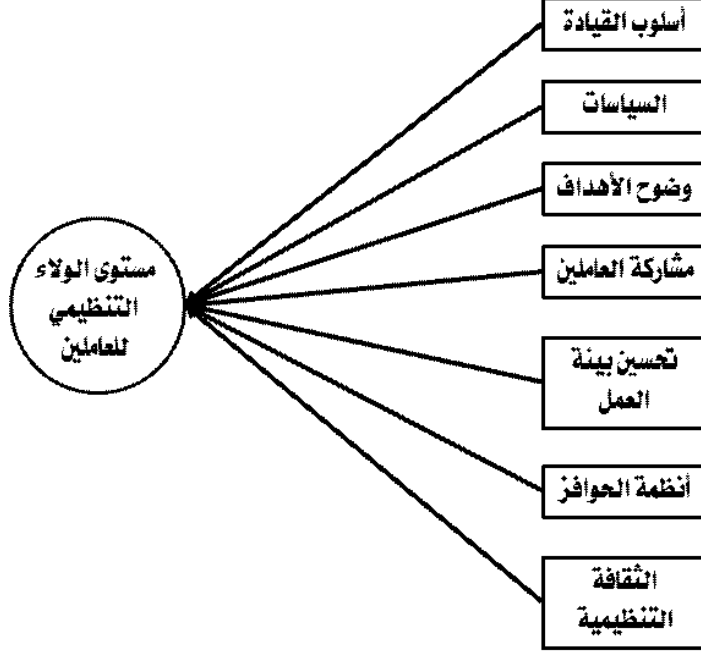 أسلوب القيادة
السياسات
وضوح الأهداف
مشاركة العاملين
تحسين بيئة
العمل
أنظمة الحوافز
الثقافة
التنظيمية
مستوى الولاء
التنظيمي
للعاملين